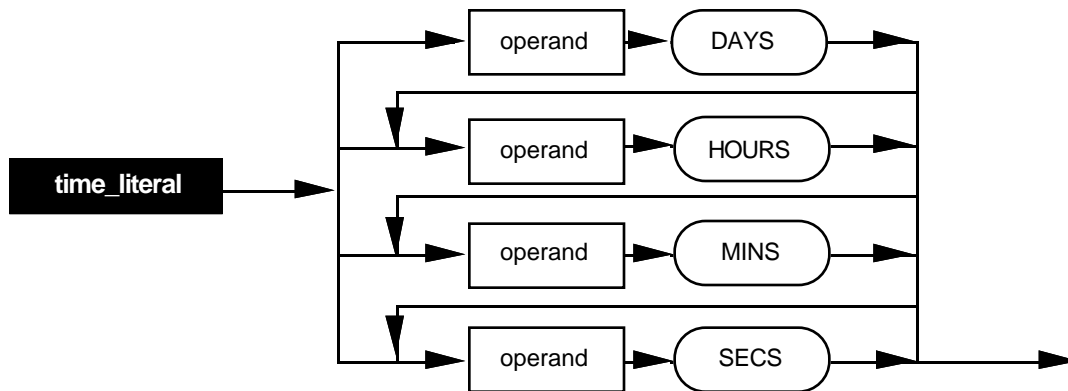 operand DAYS
operand HOURS
time_literal
operand MINS
operand SECS